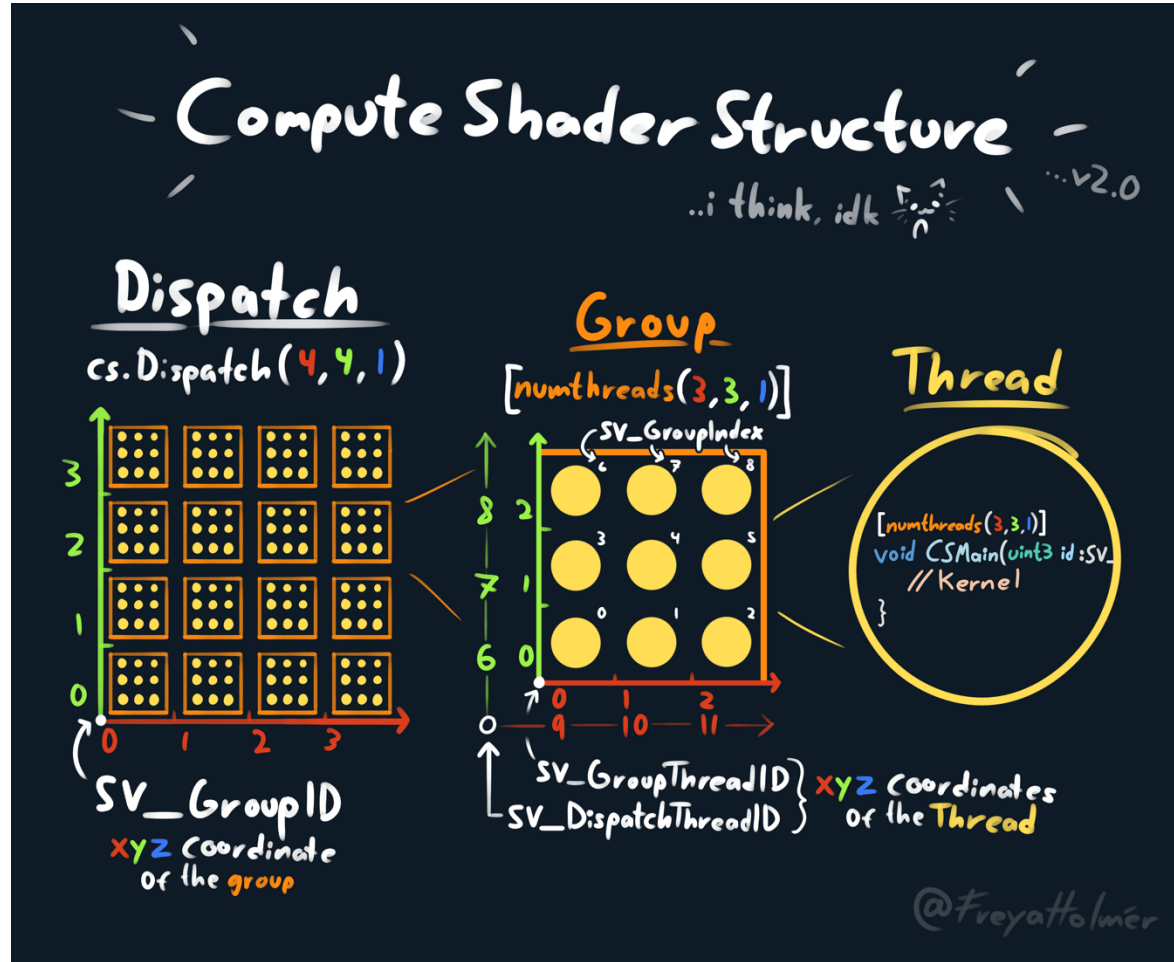 Compute Shader Structure
..i think, idk
...v2.0
Dispatch
cs.Dispatch(4,4,1)
3
2
1
0
0 1 2 3
SV_GroupID
xyz coordinate
of the group
Group
[numthreads(3,3,1)]
SV_GroupIndex
6 7 8
3 4 5
0 1 2
8 2
7 1
6 0
0 1 2
9 10 11
SV_GroupThreadID
SV_DispatchThreadID
xyz coordinates
of the Thread
Thread
[numthreads(3,3,1)]
void CSMain(uint3 id:SV_
//Kernel
}
@FreyaHolmér